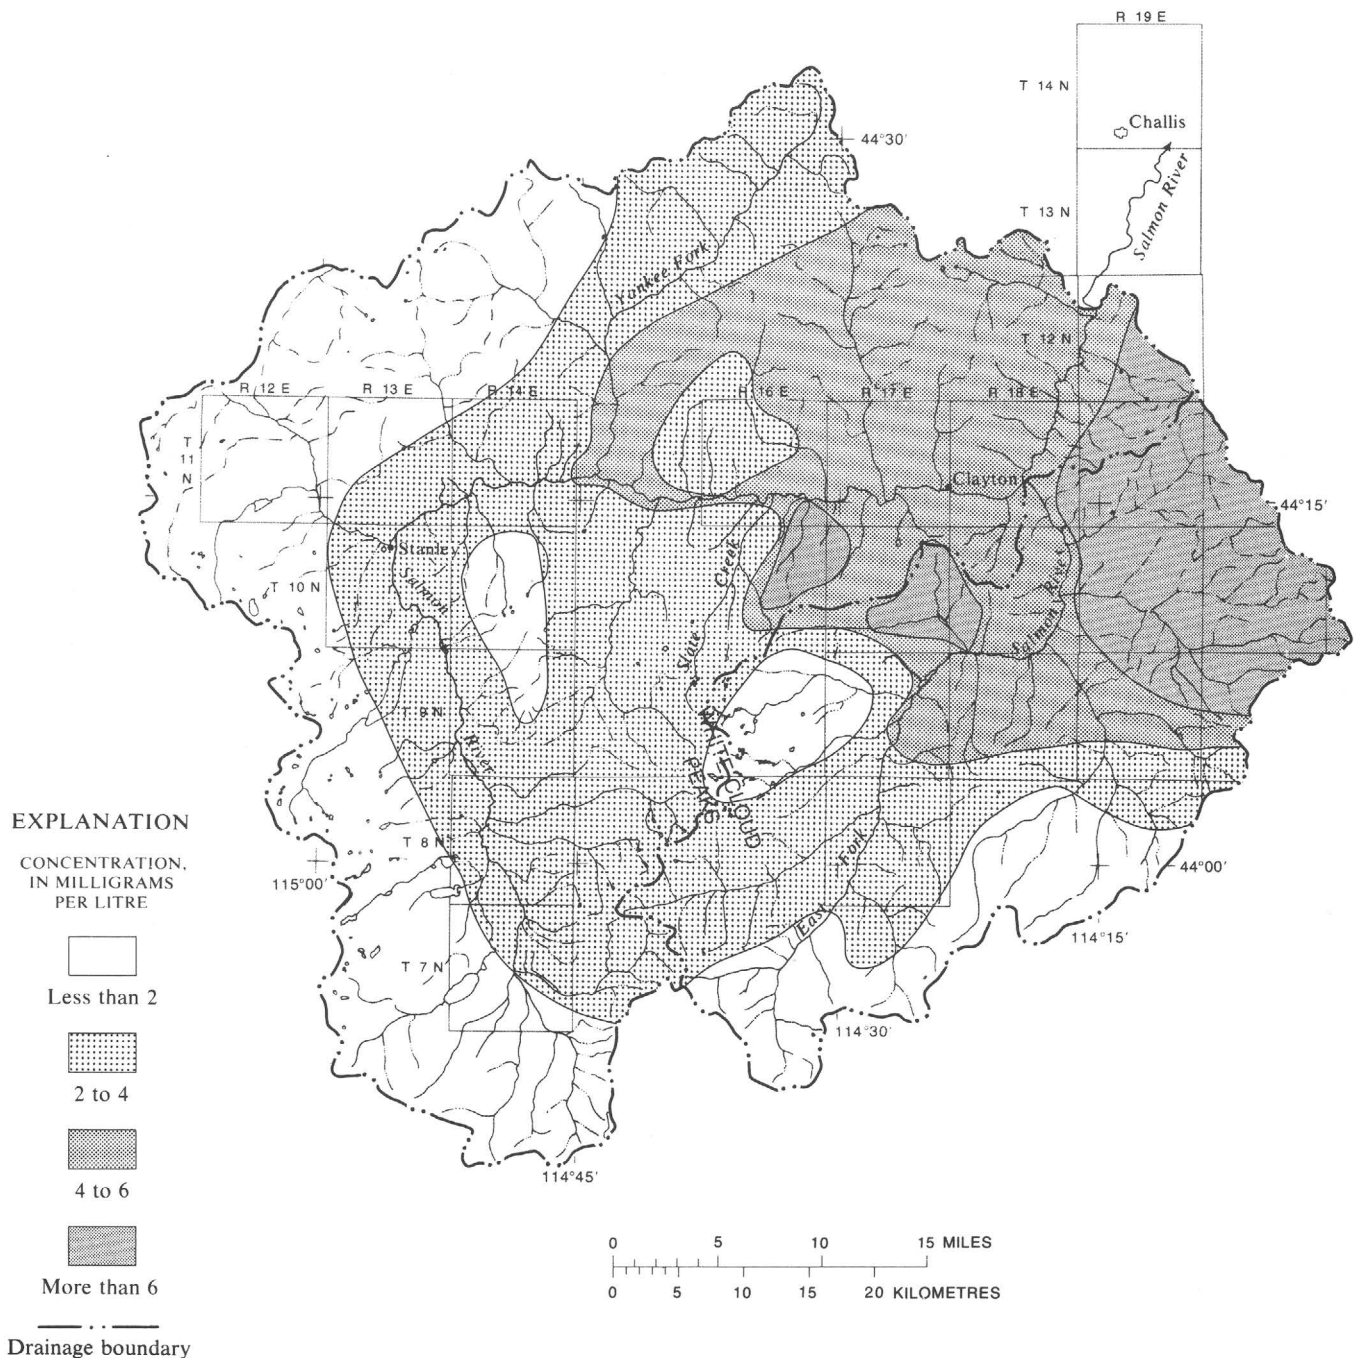 R 19 E
T 14 N
Challis
44°30'
T 13 N
Salmon River
Yankee Fork
T 12 N
R 12 E
R 13 E
R 14 E
R 16 E
R 17 E
R 18 E
T
11
N
Clayton
44°15'
Stanley
Salmon
River
Creek
Slate
T 10 N
Salmon River
T 9 N
WHITE CLOUD
PEAKS
EXPLANATION
CONCENTRATION,
IN MILLIGRAMS
PER LITRE
Less than 2
2 to 4
4 to 6
More than 6
Drainage boundary
T 8 N
115°00'
44°00'
East Fork
114°15'
T 7 N
114°30'
114°45'
0 5 10 15 MILES
0 5 10 15 20 KILOMETRES